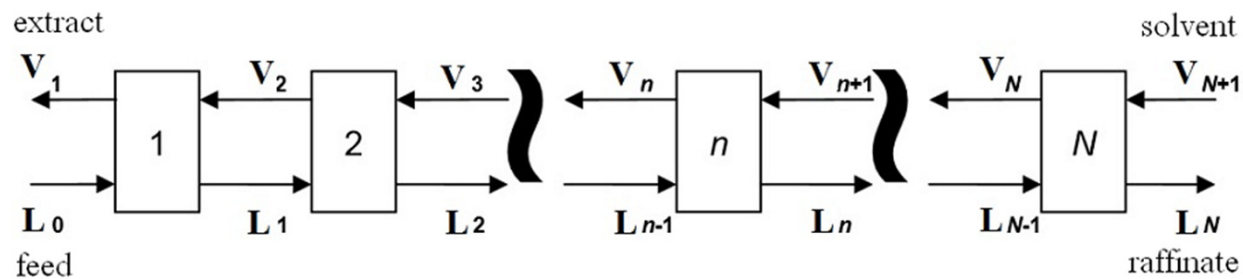 extract solvent
V1 V2 V3 Vn Vn+1 VN VN+1
1 2 n N
L0 L1 L2 Ln-1 Ln LN-1 LN
feed raffinate